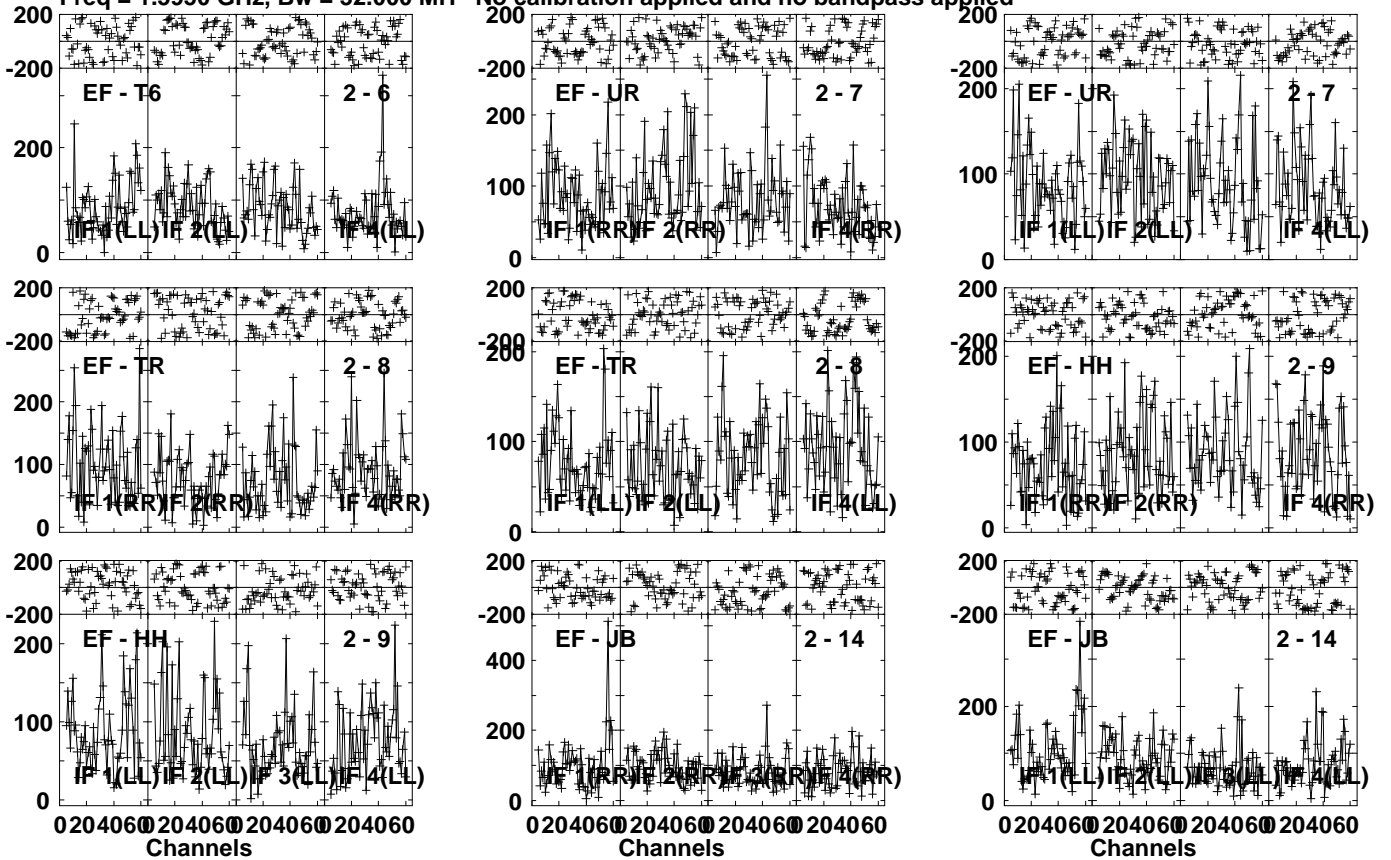 Freq = 1.5950 GHz, Bw = 32.000 MH No calibration applied and no bandpass applied
200
-200
EF - T6 2 - 6
200
0
IF 1(LL) IF 2(LL) IF 4(LL)
200
-200
EF - UR 2 - 7
200
100
0
IF 1(RR) IF 2(RR) IF 4(RR)
200
-200
EF - UR 2 - 7
200
100
0
IF 1(LL) IF 2(LL) IF 4(LL)
200
-200
EF - TR 2 - 8
200
100
0
IF 1(RR) IF 2(RR) IF 4(RR)
200
-200
EF - TR 2 - 8
200
100
0
IF 1(LL) IF 2(LL) IF 4(LL)
200
-200
EF - HH 2 - 9
200
100
0
IF 1(RR) IF 2(RR) IF 4(RR)
200
-200
EF - HH 2 - 9
200
100
0
IF 1(LL) IF 2(LL) IF 3(LL) IF 4(LL)
0 20 40 60 0 20 40 60 0 20 40 60 0 20 40 60
Channels
200
-200
EF - JB 2 - 14
400
200
0
IF 1(RR) IF 2(RR) IF 3(RR) IF 4(RR)
0 20 40 60 0 20 40 60 0 20 40 60 0 20 40 60
Channels
200
-200
EF - JB 2 - 14
200
0
IF 1(LL) IF 2(LL) IF 3(LL) IF 4(LL)
0 20 40 60 0 20 40 60 0 20 40 60 0 20 40 60
Channels